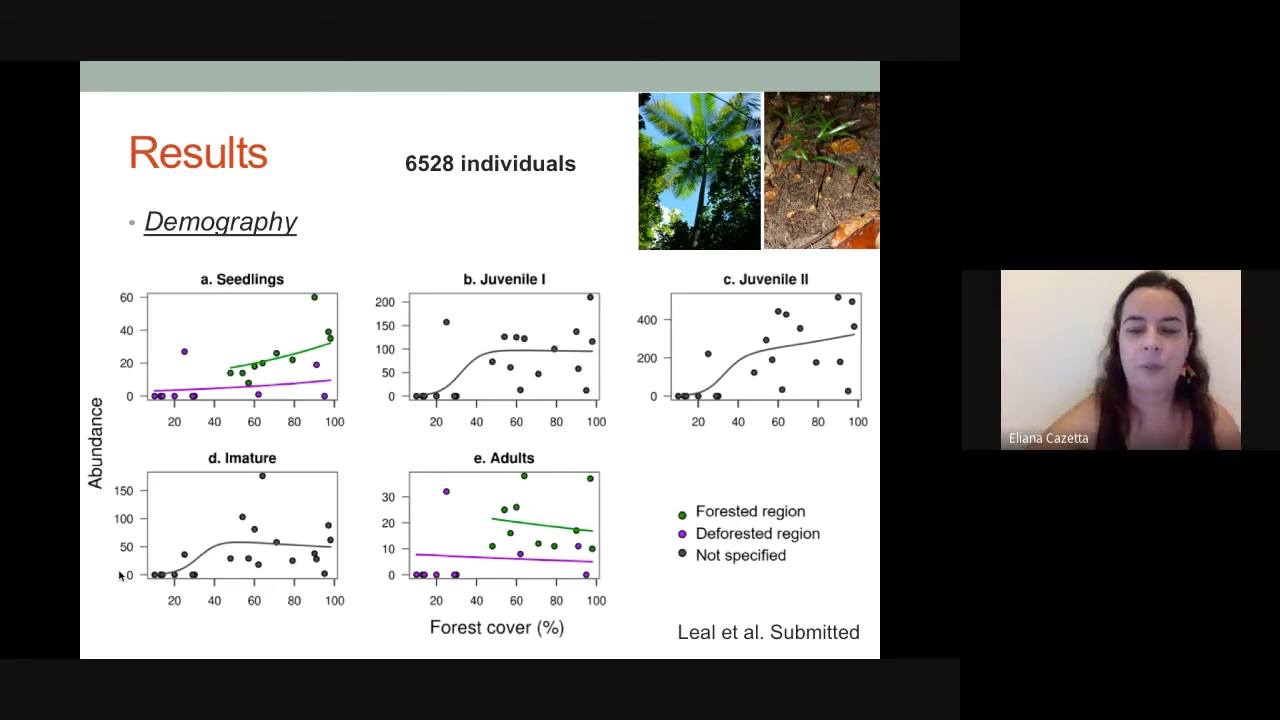 Results
6528 individuals
• Demography
a. Seedlings
60
40
20
0
20 40 60 80 100
b. Juvenile I
200
150
100
50
0
20 40 60 80 100
c. Juvenile II
400
200
0
20 40 60 80 100
Abundance
d. Imature
150
100
50
0
20 40 60 80 100
e. Adults
30
20
10
0
20 40 60 80 100
Forested region
Deforested region
Not specified
Forest cover (%)
Leal et al. Submitted
Eliana Cazetta